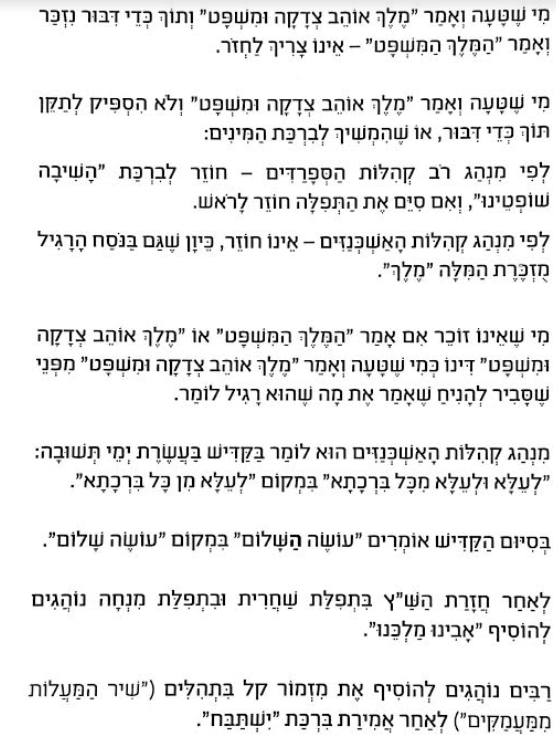 מִי שֶׁטָּעָה וְאָמַר "מֶלֶךְ אוֹהֵב צְדָקָה וּמִשְׁפָּט" וְתוֹךְ כְּדֵי דִּבּוּר נִזְכַּר
וְאָמַר "הַמֶּלֶךְ הַמִּשְׁפָּט" – אֵינוֹ צָרִיךְ לַחְזֹר.
מִי שֶׁטָּעָה וְאָמַר "מֶלֶךְ אוֹהֵב צְדָקָה וּמִשְׁפָּט" וְלֹא הִסְפִּיק לְתַקֵּן
תּוֹךְ כְּדֵי דִּבּוּר, אוֹ שֶׁהִמְשִׁיךְ לְבִרְכַּת הַמִּינִים:
לְפִי מִנְהַג רֹב קְהִלּוֹת הַסְּפָרַדִּים – חוֹזֵר לְבִרְכַּת "הָשִׁיבָה
שׁוֹפְטֵינוּ", וְאִם סִיֵּם אֶת הַתְּפִלָּה חוֹזֵר לָרֹאשׁ.
לְפִי מִנְהַג קְהִלּוֹת הָאַשְׁכְּנַזִּים – אֵינוֹ חוֹזֵר, כֵּיוָן שֶׁגַּם בַּנֹּסַח הָרָגִיל
מֻזְכֶּרֶת הַמִּלָּה "מֶלֶךְ".
מִי שֶׁאֵינוֹ זוֹכֵר אִם אָמַר "הַמֶּלֶךְ הַמִּשְׁפָּט" אוֹ "מֶלֶךְ אוֹהֵב צְדָקָה
וּמִשְׁפָּט" דִּינוֹ כְּמִי שֶׁטָּעָה וְאָמַר "מֶלֶךְ אוֹהֵב צְדָקָה וּמִשְׁפָּט" מִפְּנֵי
שֶׁסָּבִיר לְהָנִיחַ שֶׁאָמַר אֶת מָה שֶׁהוּא רָגִיל לוֹמַר.
מִנְהַג קְהִלּוֹת הָאַשְׁכְּנַזִּים הוּא לוֹמַר בַּקַּדִּישׁ בַּעֲשֶׂרֶת יְמֵי תְּשׁוּבָה:
"לְעֵלָּא וּלְעֵלָּא מִכָּל בִּרְכָתָא" בִּמְקוֹם "לְעֵלָּא מִן כָּל בִּרְכָתָא".
בְּסִיּוּם הַקַּדִּישׁ אוֹמְרִים "עוֹשֶׂה הַשָּׁלוֹם" בִּמְקוֹם "עוֹשֶׂה שָׁלוֹם".
לְאַחַר חֲזָרַת הַשַּׁ"ץ בִּתְפִלַּת שַׁחֲרִית וּבִתְפִלַּת מִנְחָה נוֹהֲגִים
לְהוֹסִיף "אָבִינוּ מַלְכֵּנוּ".
רַבִּים נוֹהֲגִים לְהוֹסִיף אֶת מִזְמוֹר קל בִּתְהִלִּים ("שִׁיר הַמַּעֲלוֹת
מִמַּעֲמַקִּים") לְאַחַר אֲמִירַת בִּרְכַּת "יִשְׁתַּבַּח".